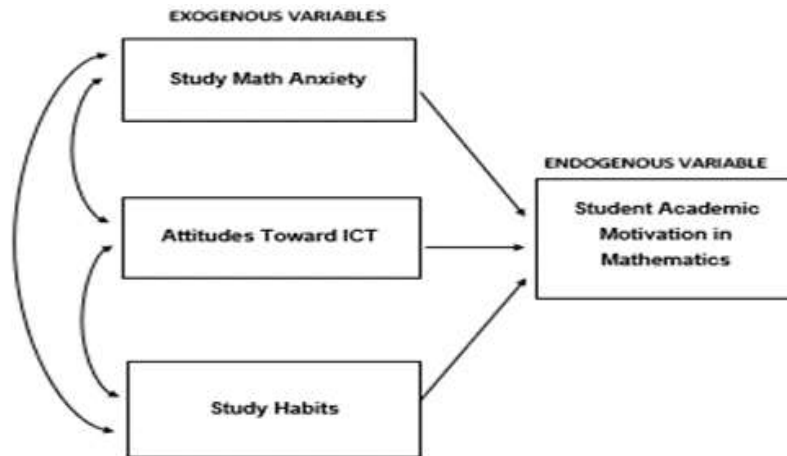 EXOGENOUS VARIABLES
Study Math Anxiety
ENDOGENOUS VARIABLE
Attitudes Toward ICT
Student Academic
Motivation in
Mathematics
Study Habits